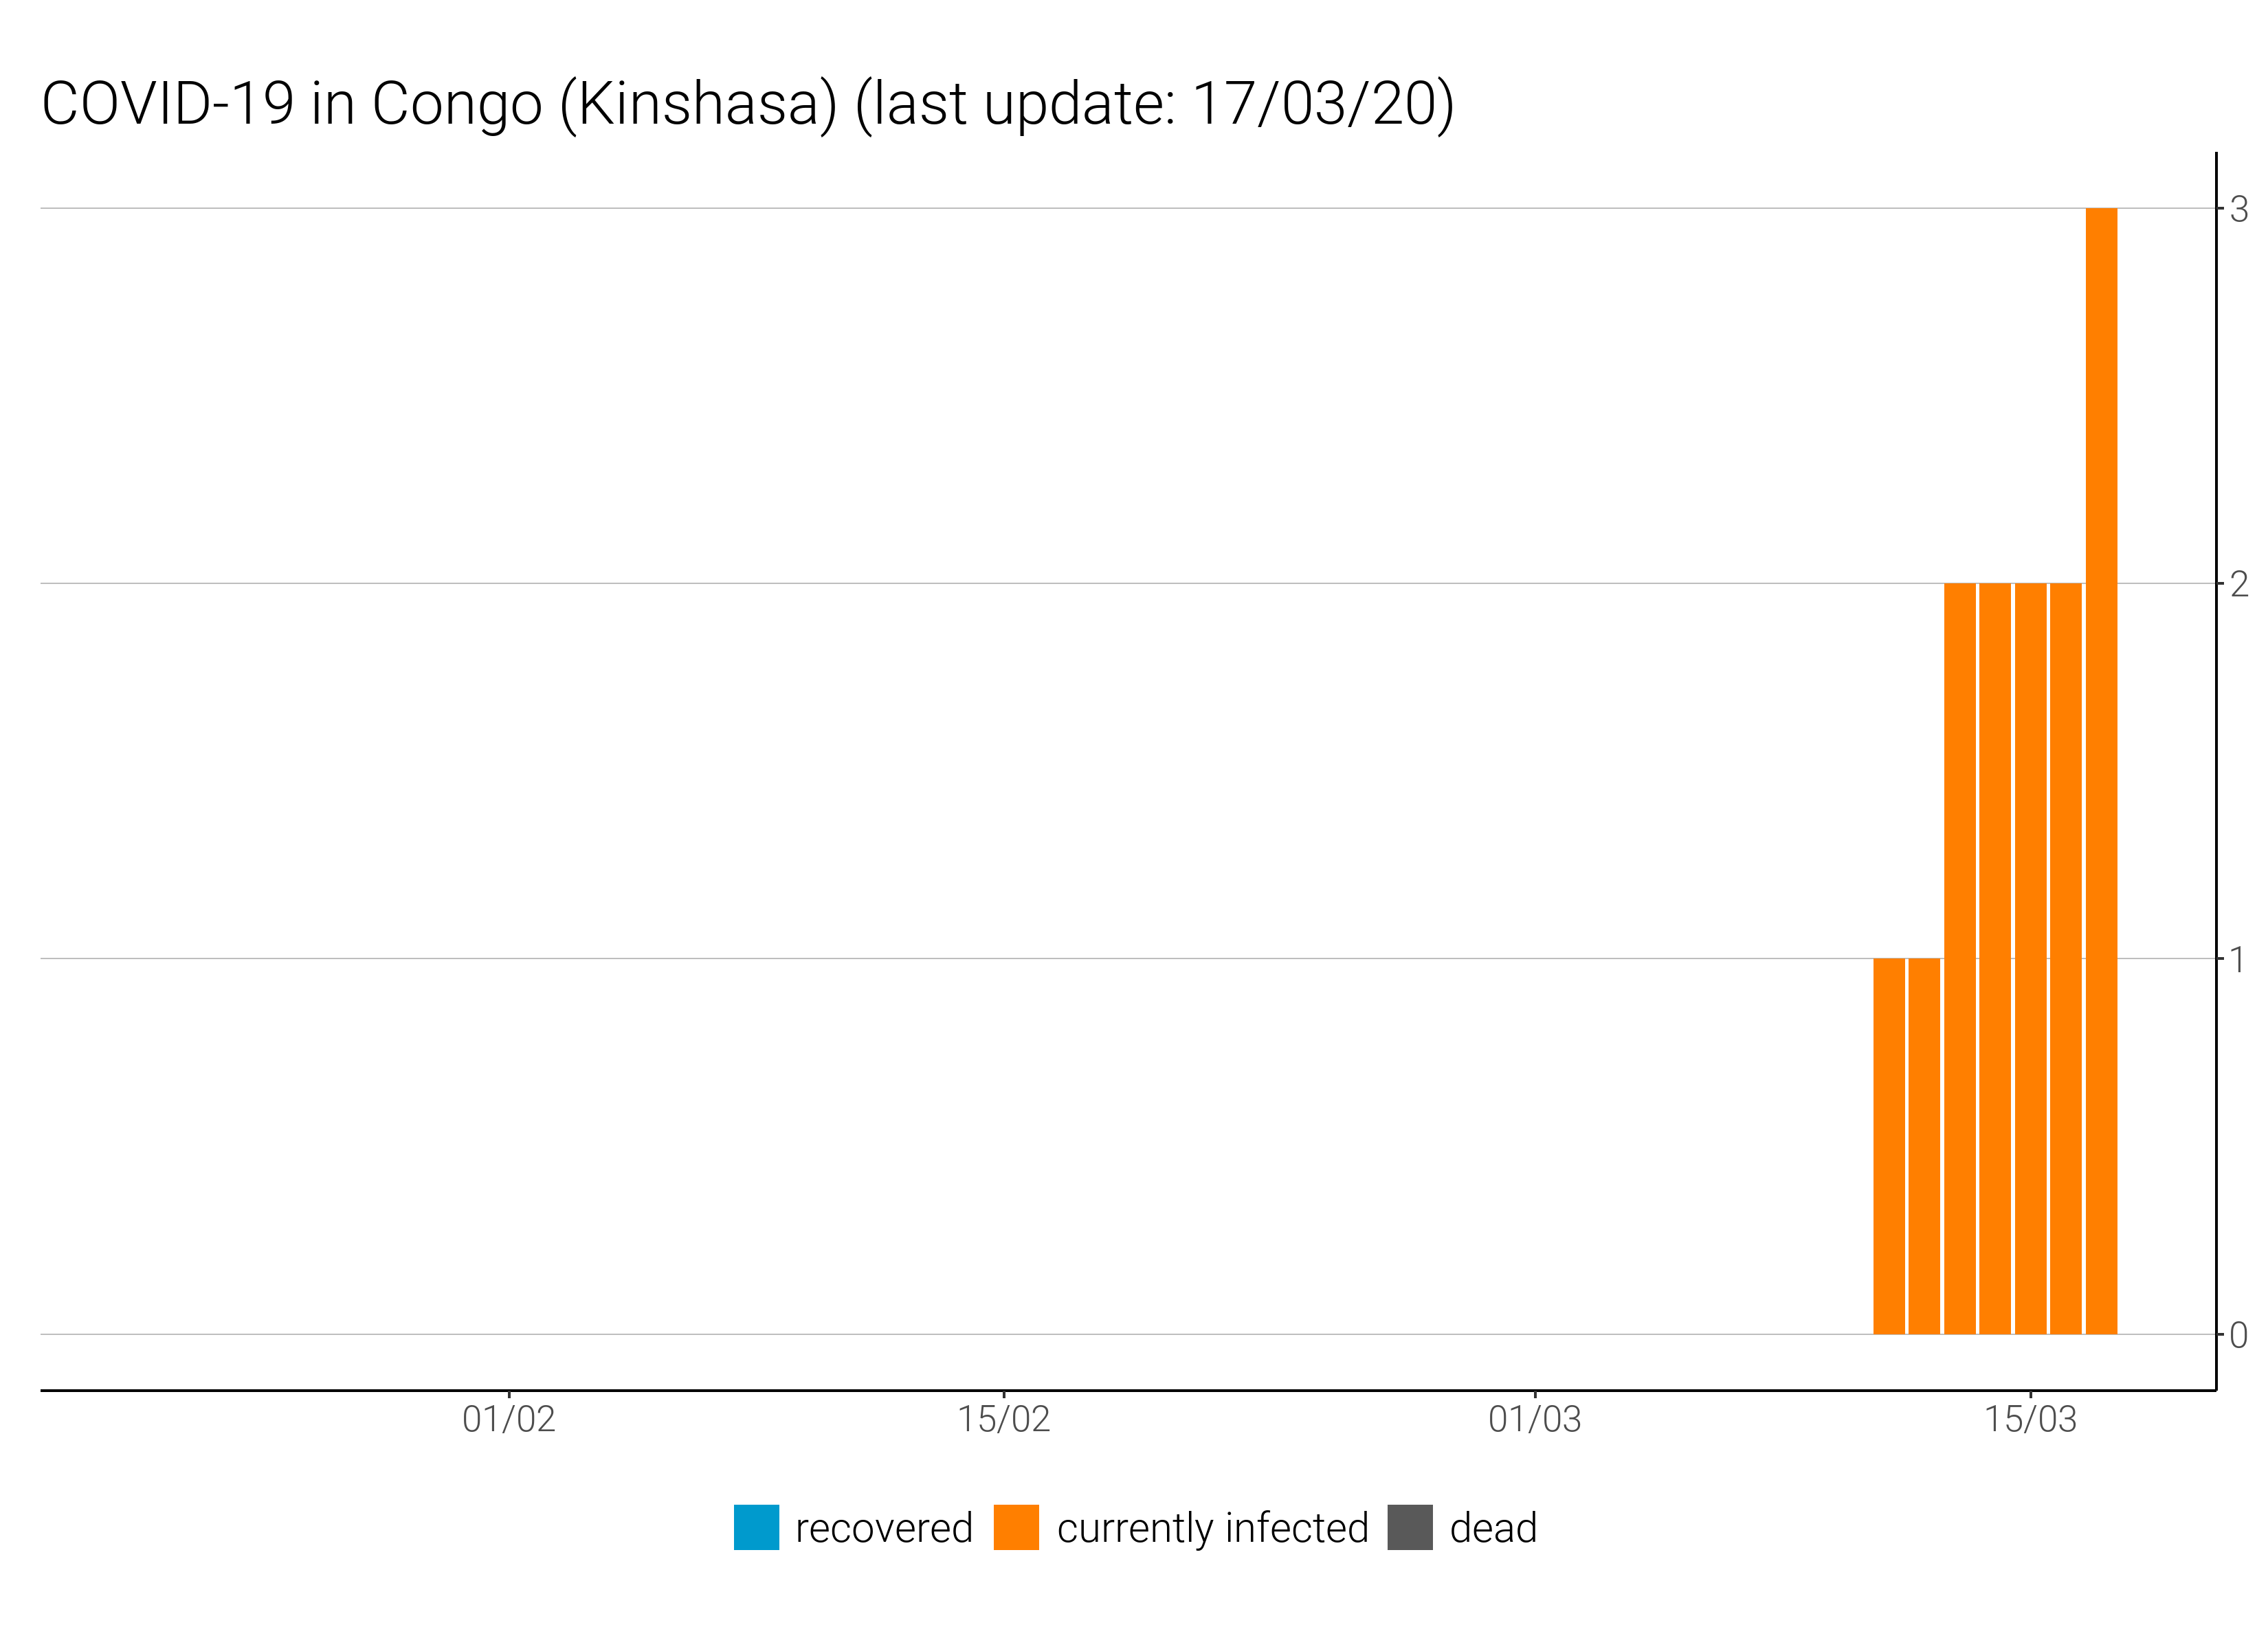 COVID-19 in Congo (Kinshasa) (last update: 17/03/20)
3
2
1
0
01/02 15/02 01/03 15/03
recovered currently infected dead